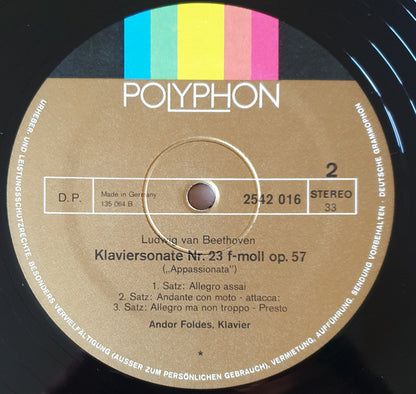 POLYPHON
2
D.P.
Made in Germany
135 064 B
2542 016
STEREO
33
Ludwig van Beethoven
Klaviersonate Nr. 23 f-moll op. 57
(„Appassionata")
1. Satz: Allegro assai
2. Satz: Andante con moto - attacca:
3. Satz: Allegro ma non troppo - Presto
Andor Foldes, Klavier
*
URHEBER- UND LEISTUNGSSCHUTZRECHTE, BESONDERS VERVIELFÄLTIGUNG (AUSSER ZUM PERSÖNLICHEN GEBRAUCH), VERMIETUNG, AUFFÜHRUNG, SENDUNG VORBEHALTEN · DEUTSCHE GRAMMOPHON